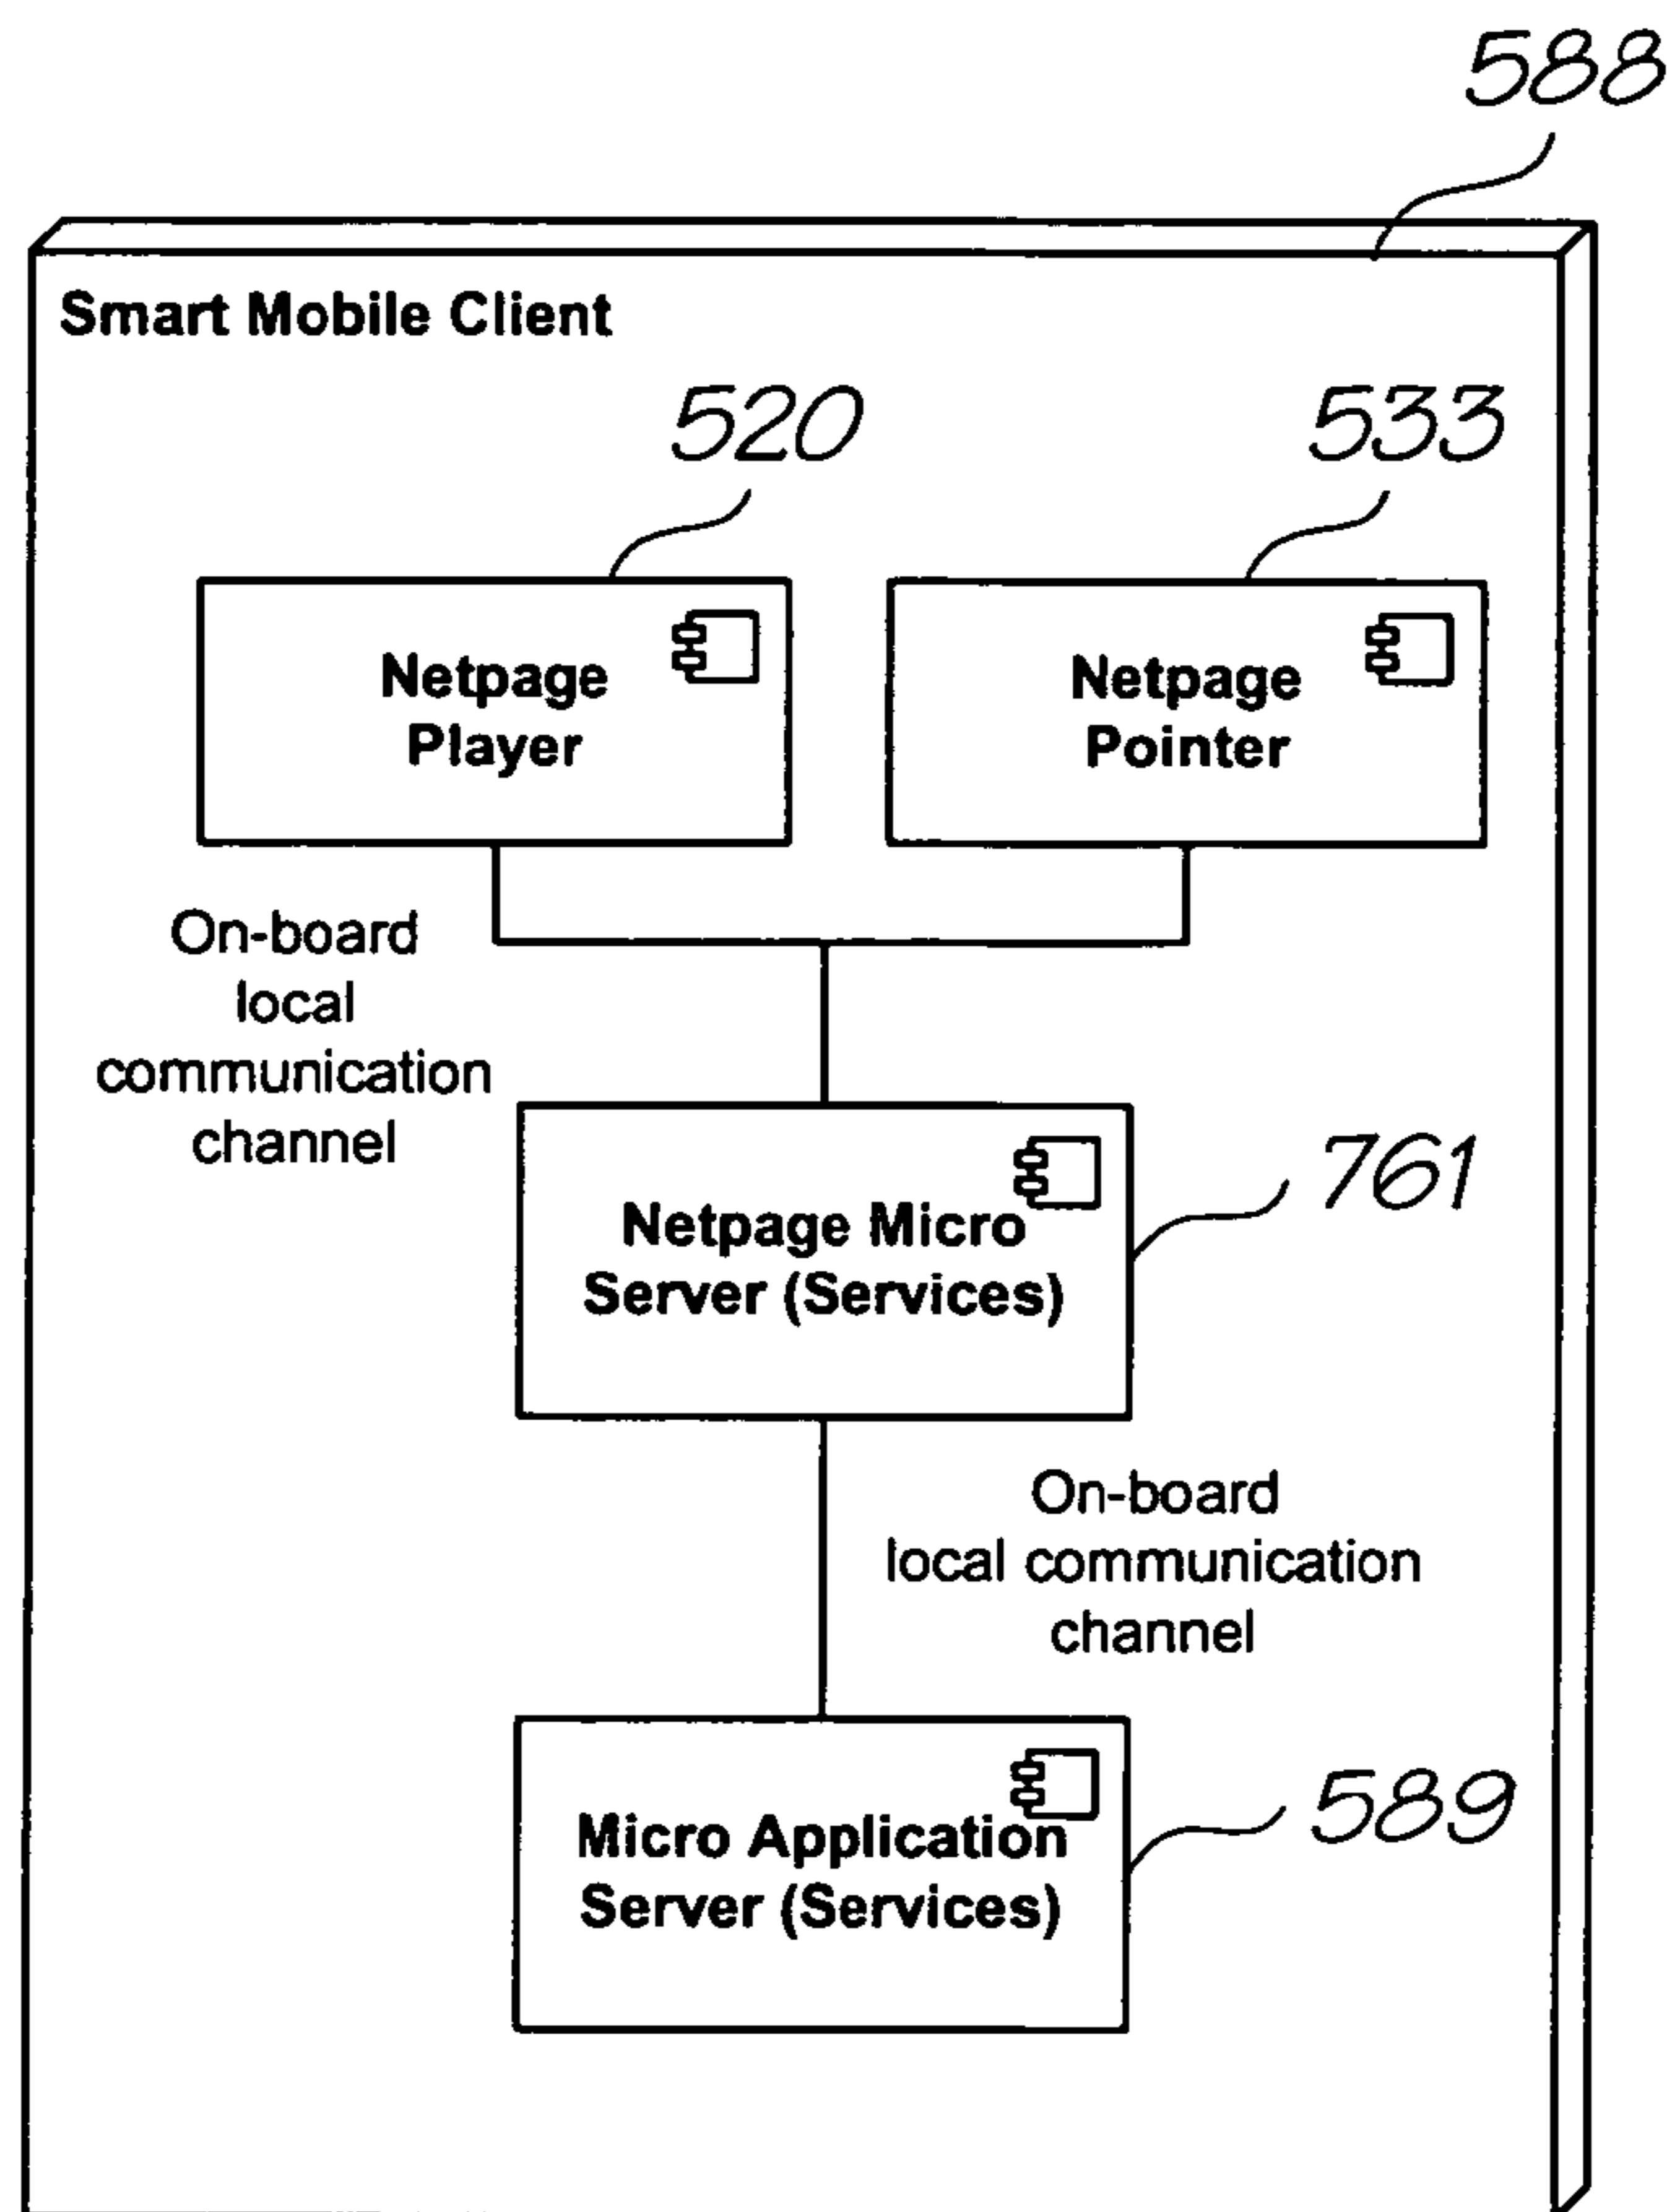 588
Smart Mobile Client
520
533
Netpage
Player
Netpage
Pointer
On-board
local
communication
channel
761
Netpage Micro
Server (Services)
On-board
local communication
channel
589
Micro Application
Server (Services)